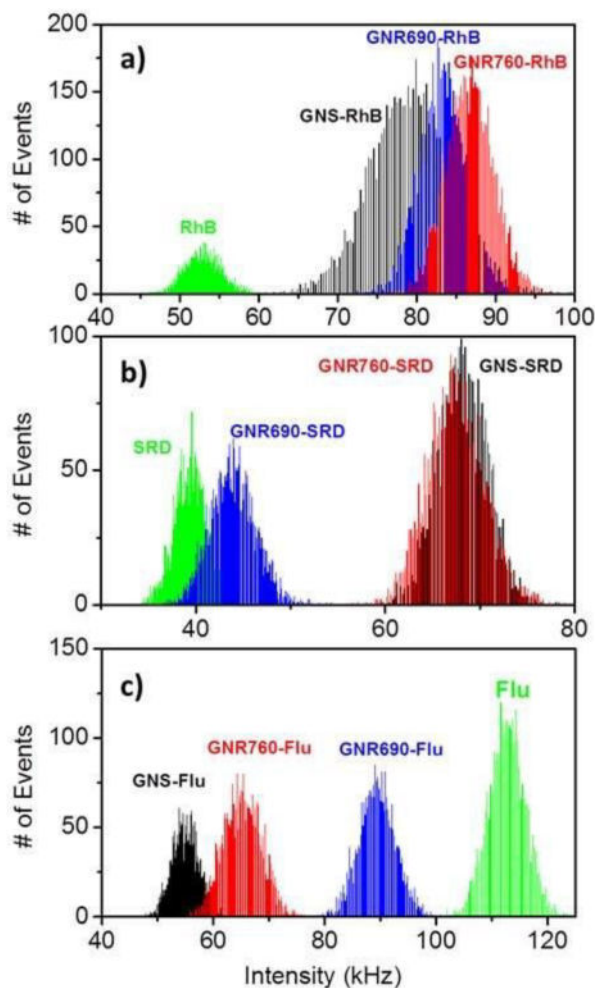 200
150
100
50
0
# of Events
a)
GNR690-RhB
GNR760-RhB
GNS-RhB
RhB
40 50 60 70 80 90 100
100
50
0
# of Events
b)
GNR760-SRD
GNS-SRD
SRD
GNR690-SRD
40 60 80
150
100
50
0
# of Events
c)
Flu
GNR760-Flu
GNR690-Flu
GNS-Flu
40 60 80 100 120
Intensity (kHz)